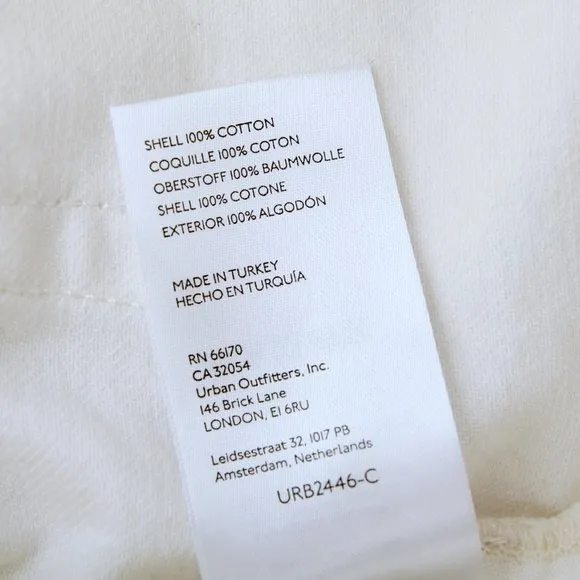 SHELL 100% COTTON
COQUILLE 100% COTON
OBERSTOFF 100% BAUMWOLLE
SHELL 100% COTONE
EXTERIOR 100% ALGODÓN
MADE IN TURKEY
HECHO EN TURQUÍA
RN 66170
CA 32054
Urban Outfitters, Inc.
146 Brick Lane
LONDON, E1 6RU
Leidsestraat 32, 1017 PB
Amsterdam, Netherlands
URB2446-C